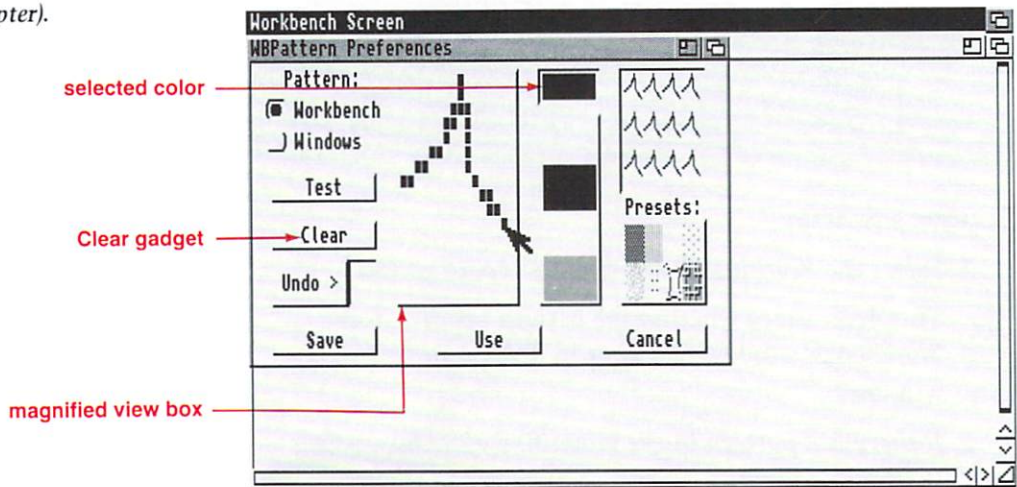 pter).
Workbench Screen
WBPattern Preferences
selected color
Pattern:
Workbench
Windows
Test
Presets:
Clear gadget
Clear
Undo >
Save
Use
Cancel
magnified view box